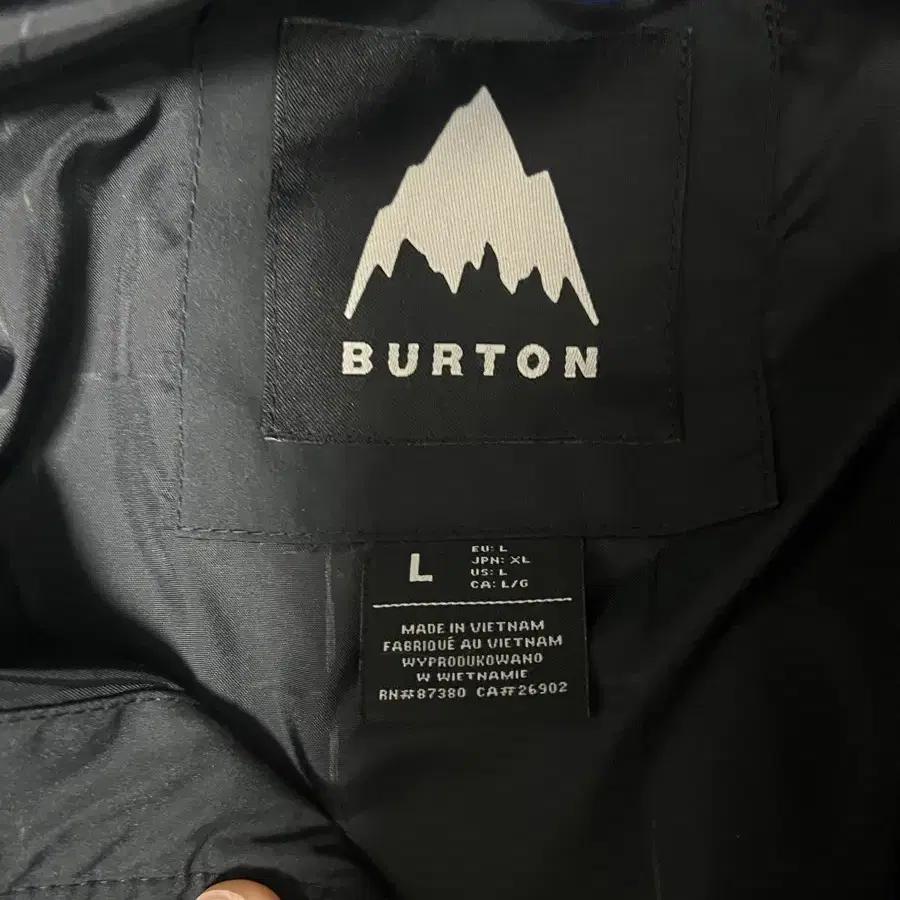 BURTON
L
EU: L
JPN: XL
US: L
CA: L/G
MADE IN VIETNAM
FABRIQUÉ AU VIETNAM
WYPRODUKOWANO
W WIETNAMIE
RN#87380 CA#26902